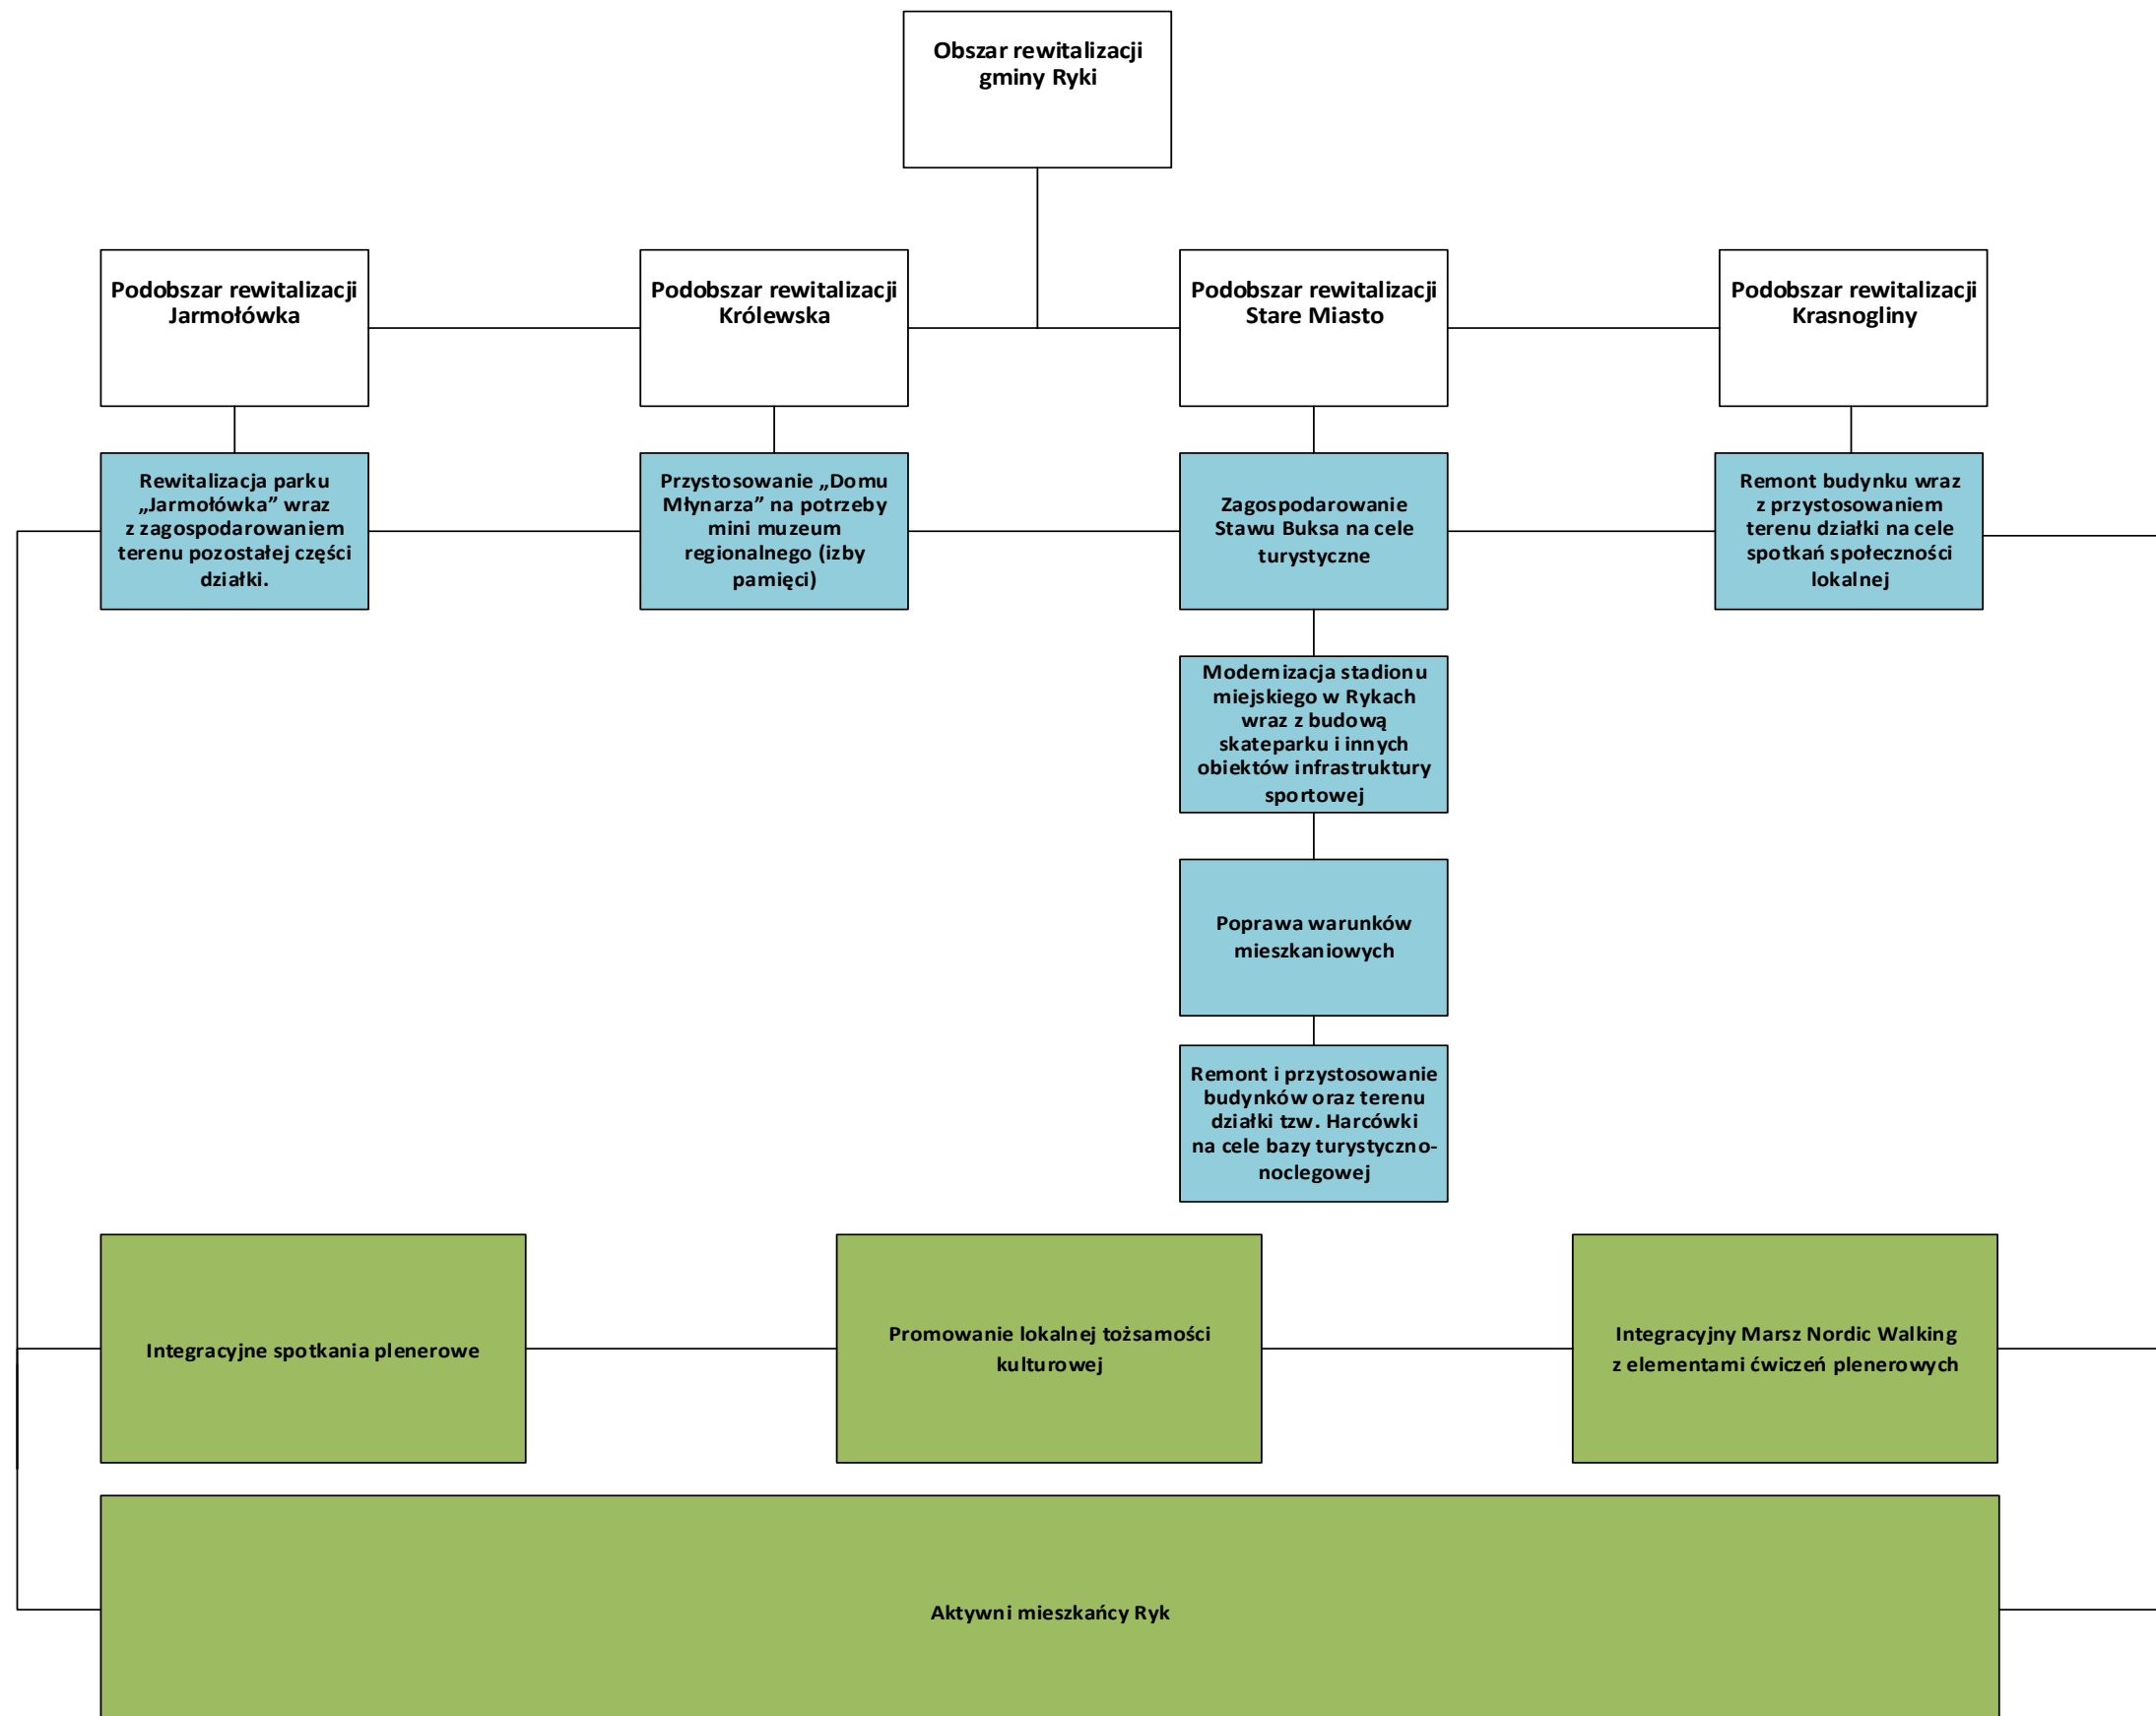 Obszar rewitalizacji
gminy Ryki
Podobszar rewitalizacji
Jarmołówka
Podobszar rewitalizacji
Królewska
Podobszar rewitalizacji
Stare Miasto
Podobszar rewitalizacji
Krasnogliny
Rewitalizacja parku
„Jarmołówka” wraz
z zagospodarowaniem
terenu pozostałej części
działki.
Przystosowanie „Domu
Młynarza” na potrzeby
mini muzeum
regionalnego (izby
pamięci)
Zagospodarowanie
Stawu Buksa na cele
turystyczne
Remont budynku wraz
z przystosowaniem
terenu działki na cele
spotkań społeczności
lokalnej
Modernizacja stadionu
miejskiego w Rykach
wraz z budową
skateparku i innych
obiektów infrastruktury
sportowej
Poprawa warunków
mieszkaniowych
Remont i przystosowanie
budynków oraz terenu
działki tzw. Harcówki
na cele bazy turystyczno-
noclegowej
Integracyjne spotkania plenerowe
Promowanie lokalnej tożsamości
kulturowej
Integracyjny Marsz Nordic Walking
z elementami ćwiczeń plenerowych
Aktywni mieszkańcy Ryk